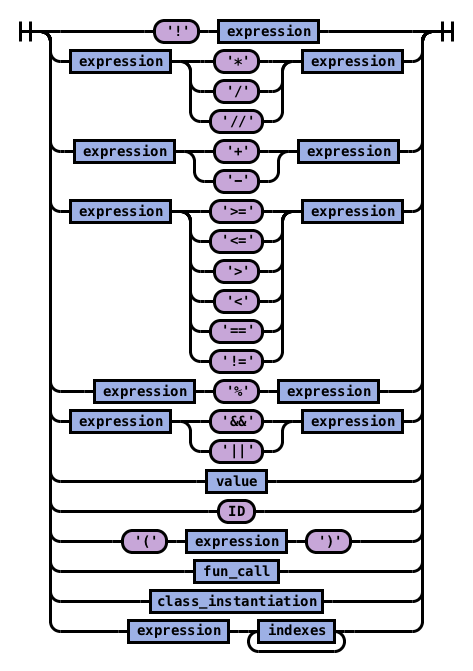 '!' expression
expression '*' expression
'/'
'//'
expression '+' expression
'-'
expression '>=' expression
'<='
'>'
'<'
'=='
'!='
expression '%' expression
expression '&&' expression
'||'
value
ID
'(' expression ')'
fun_call
class_instantiation
expression indexes